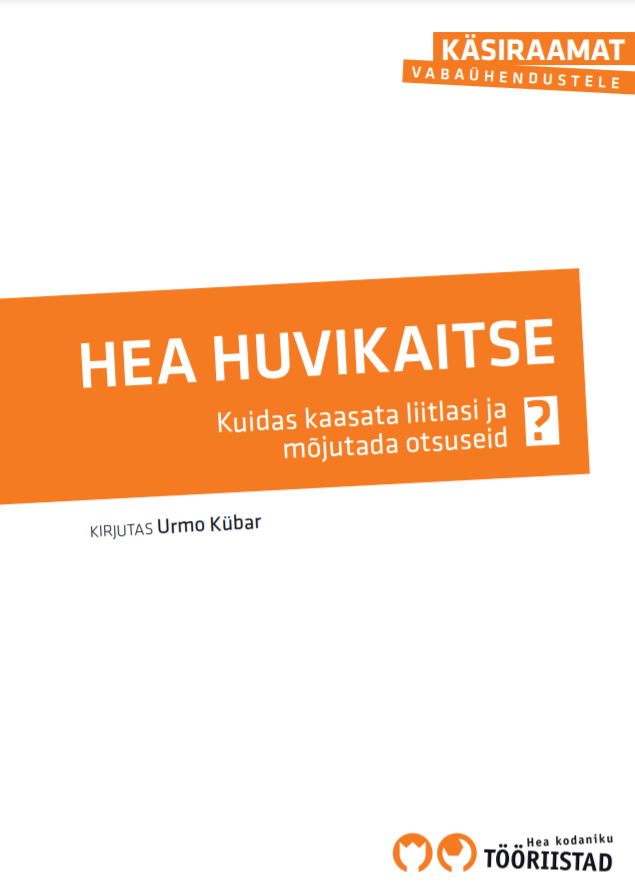 KÄSIRAAMAT
VABAÜHENDUSTELE
HEA HUVIKAITSE
Kuidas kaasata liitlasi ja
mõjutada otsuseid ?
KIRJUTAS Urmo Kübar
Hea kodaniku
TÖÖRIISTAD